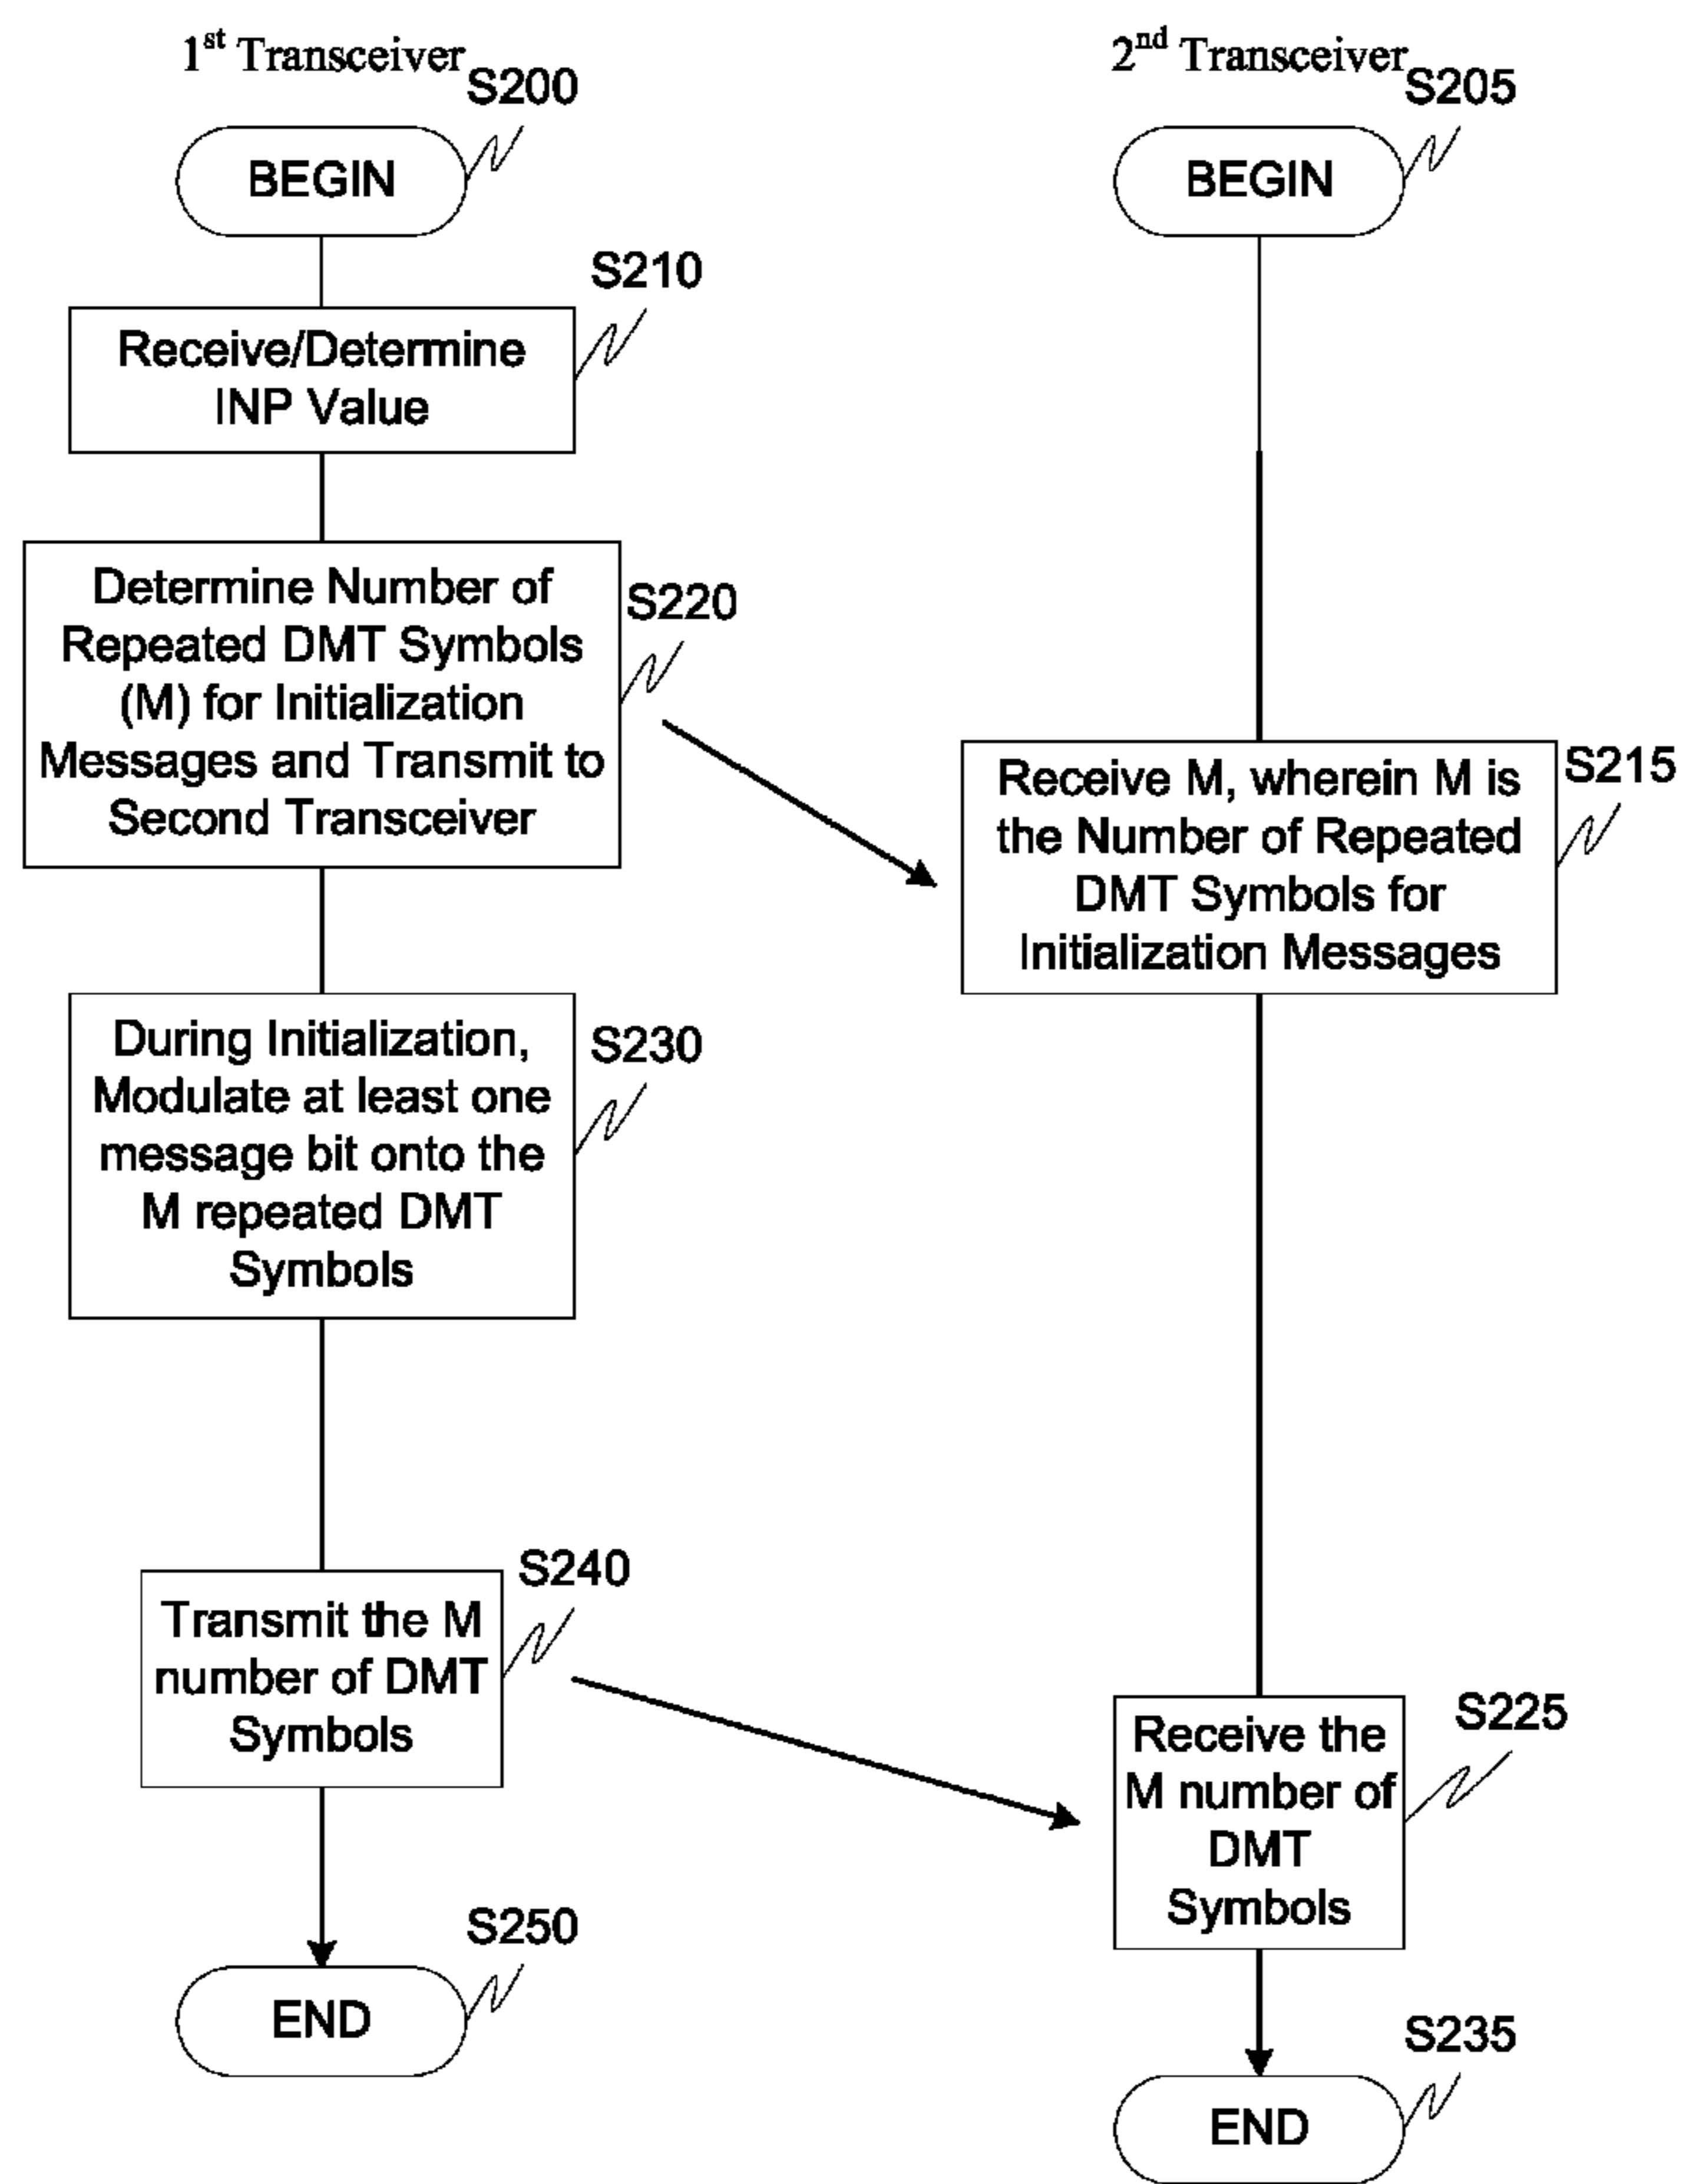 1st Transceiver
S200
BEGIN
S210
Receive/Determine
INP Value
Determine Number of
Repeated DMT Symbols
(M) for Initialization
Messages and Transmit to
Second Transceiver
S220
During Initialization,
Modulate at least one
message bit onto the
M repeated DMT
Symbols
S230
S240
Transmit the M
number of DMT
Symbols
S250
END
2nd Transceiver
S205
BEGIN
S215
Receive M, wherein M is
the Number of Repeated
DMT Symbols for
Initialization Messages
S225
Receive the
M number of
DMT
Symbols
S235
END